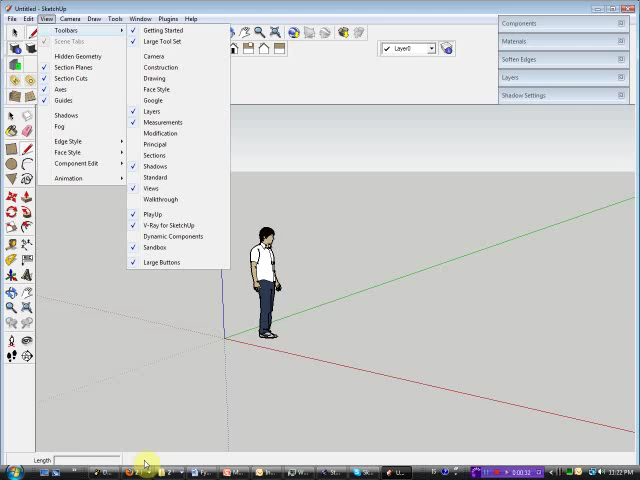 Untitled - SketchUp
File Edit View Camera Draw Tools Window Plugins Help
Toolbars
Scene Tabs
Hidden Geometry
Section Planes
Section Cuts
Axes
Guides
Shadows
Fog
Edge Style
Face Style
Component Edit
Animation
Getting Started
Large Tool Set
Camera
Construction
Drawing
Face Style
Google
Layers
Measurements
Modification
Principal
Sections
Shadows
Standard
Views
Walkthrough
PlayUp
V-Ray for SketchUp
Dynamic Components
Sandbox
Large Buttons
Layer0
Components
Materials
Soften Edges
Layers
Shadow Settings
Length
0:00:32
11:22 PM